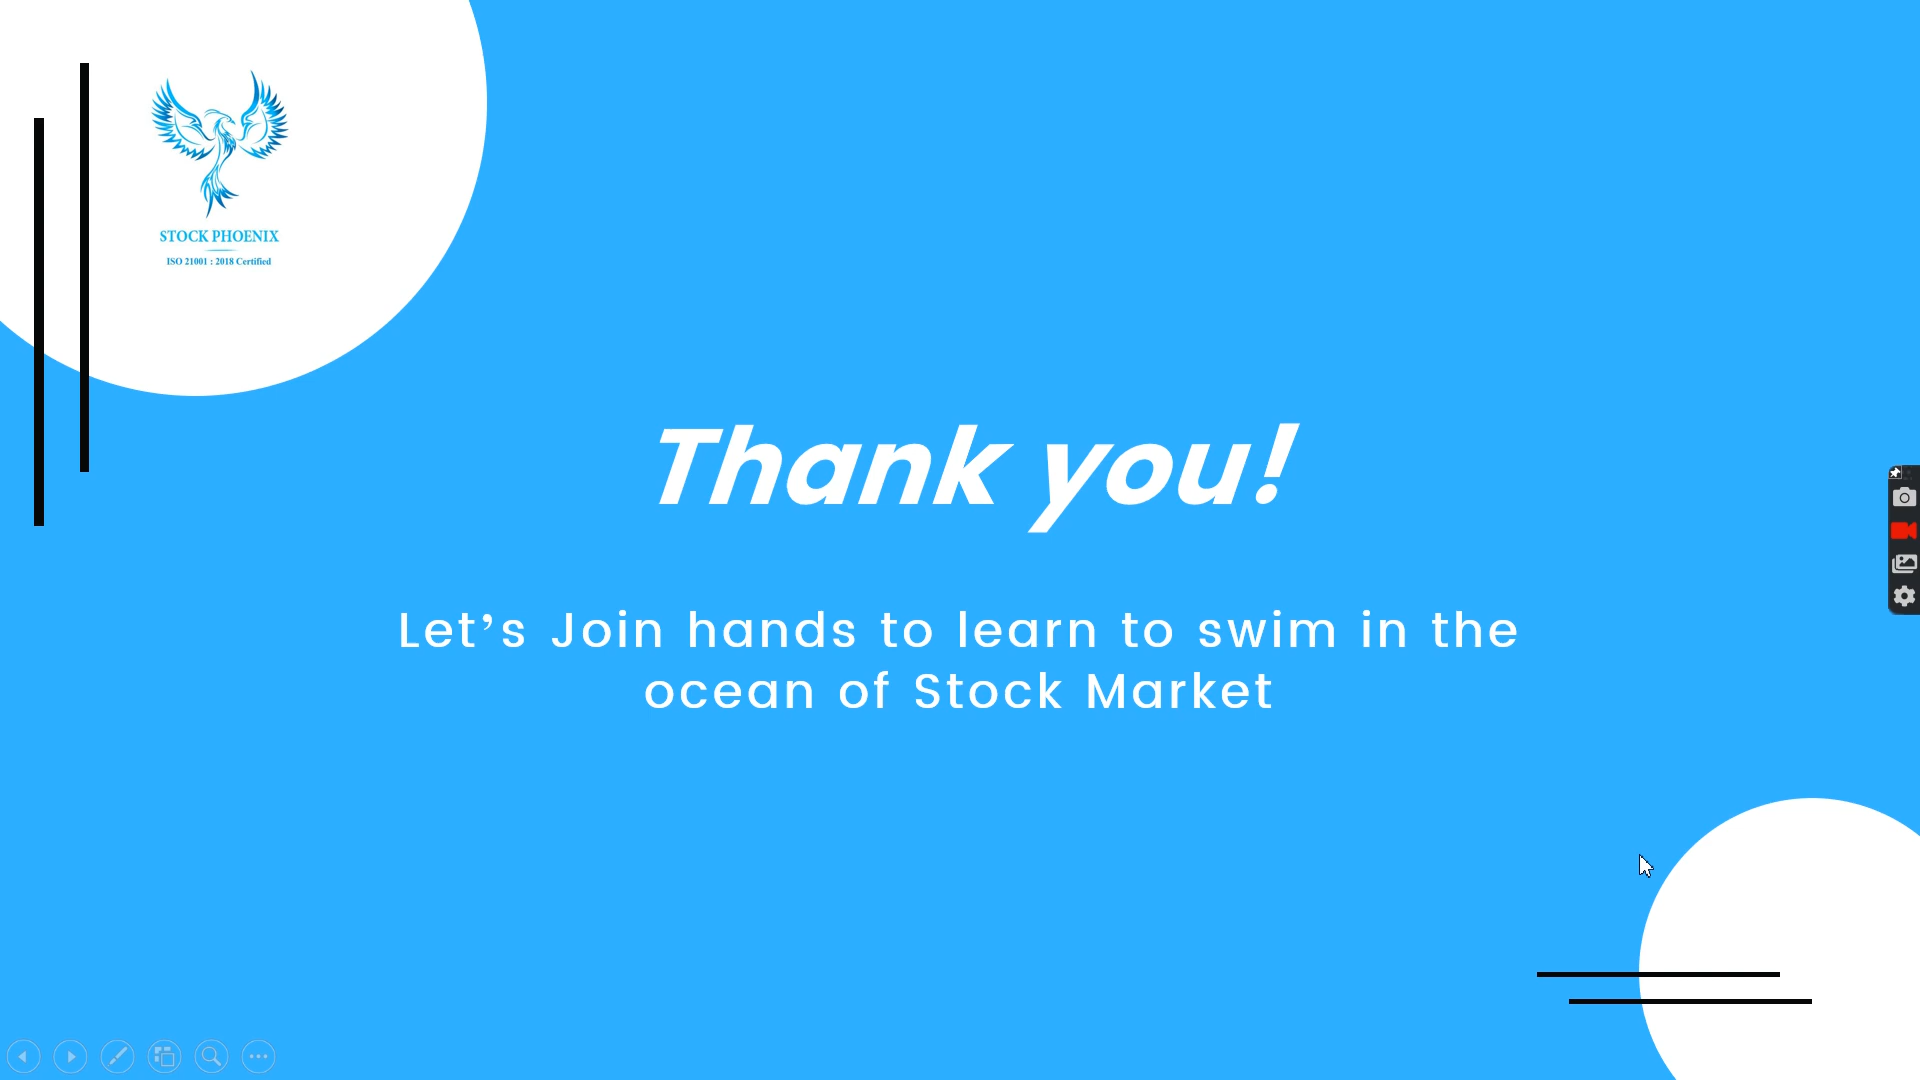 STOCK PHOENIX
ISO 21001 : 2018 Certified
Thank you!
Let’s Join hands to learn to swim in the
ocean of Stock Market